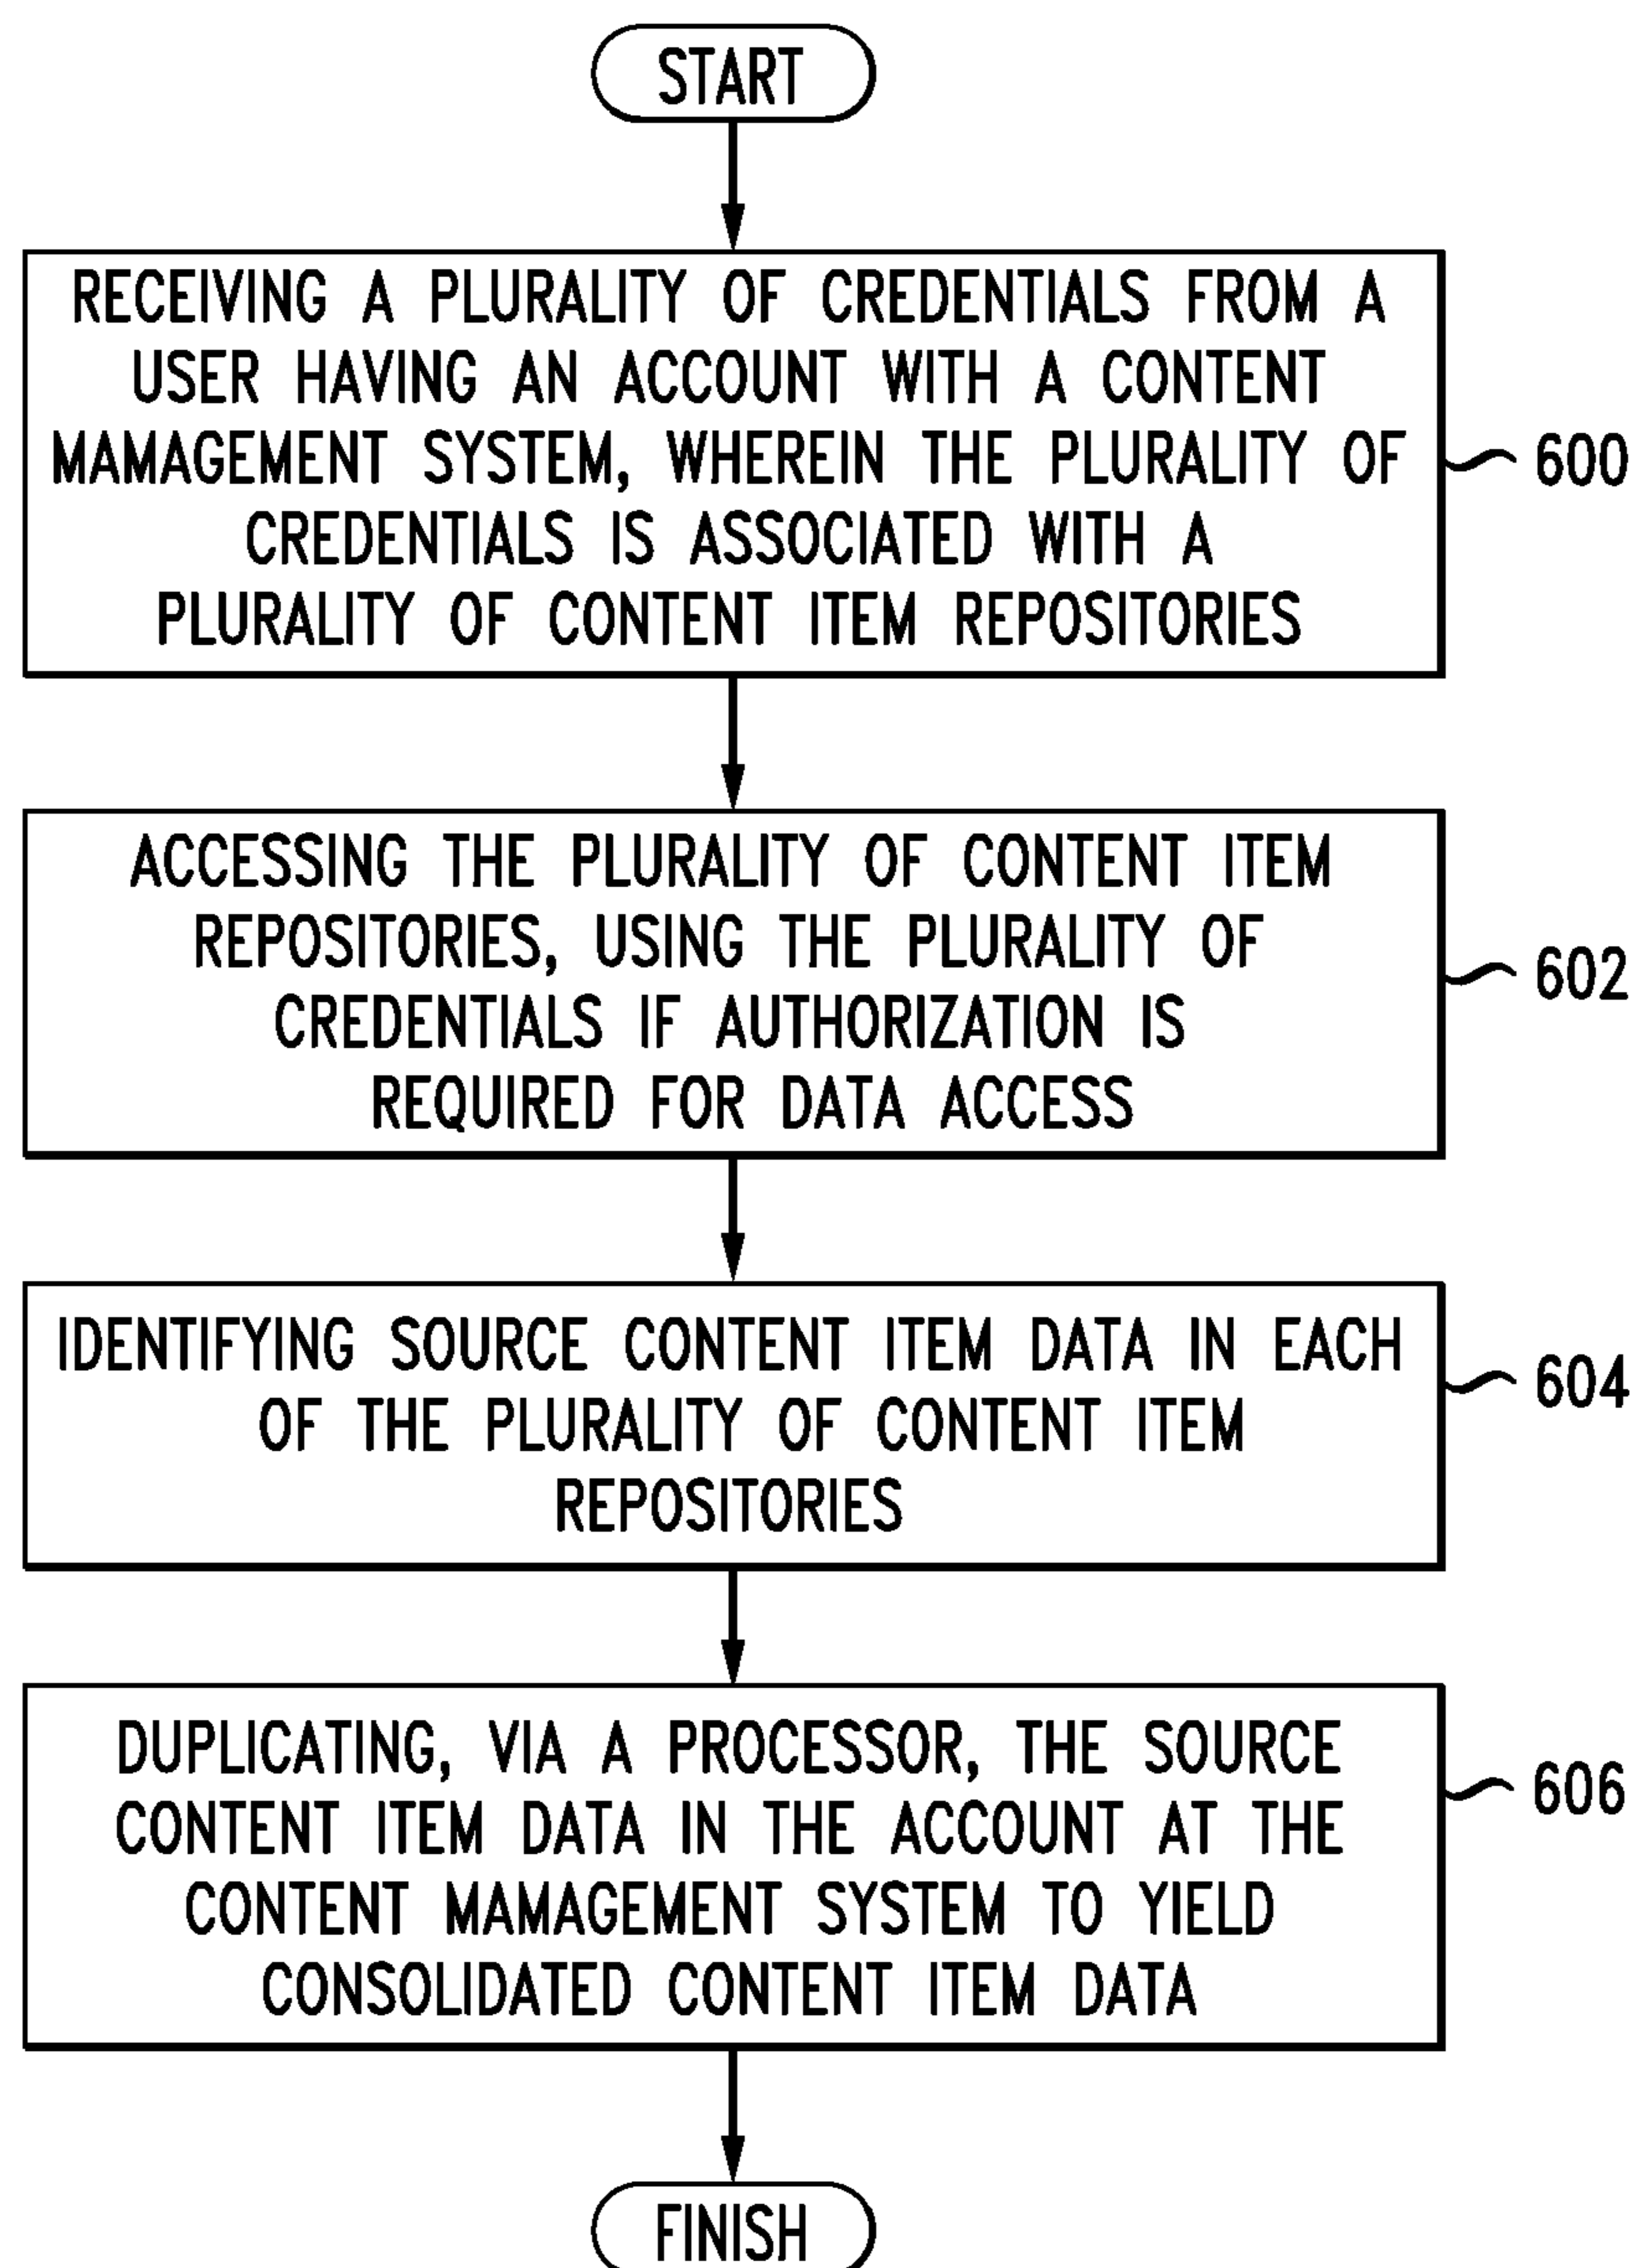 START
RECEIVING A PLURALITY OF CREDENTIALS FROM A
USER HAVING AN ACCOUNT WITH A CONTENT
MAMAGEMENT SYSTEM, WHEREIN THE PLURALITY OF
CREDENTIALS IS ASSOCIATED WITH A
PLURALITY OF CONTENT ITEM REPOSITORIES
600
ACCESSING THE PLURALITY OF CONTENT ITEM
REPOSITORIES, USING THE PLURALITY OF
CREDENTIALS IF AUTHORIZATION IS
REQUIRED FOR DATA ACCESS
602
IDENTIFYING SOURCE CONTENT ITEM DATA IN EACH
OF THE PLURALITY OF CONTENT ITEM
REPOSITORIES
604
DUPLICATING, VIA A PROCESSOR, THE SOURCE
CONTENT ITEM DATA IN THE ACCOUNT AT THE
CONTENT MAMAGEMENT SYSTEM TO YIELD
CONSOLIDATED CONTENT ITEM DATA
606
FINISH